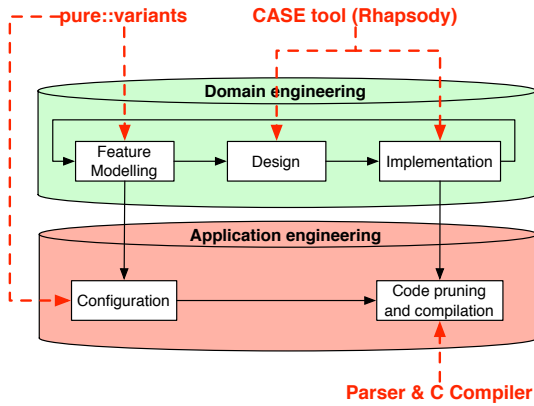 pure::variants
CASE tool (Rhapsody)
Domain engineering
Feature
Modelling
Design
Implementation
Application engineering
Configuration
Code pruning
and compilation
Parser & C Compiler